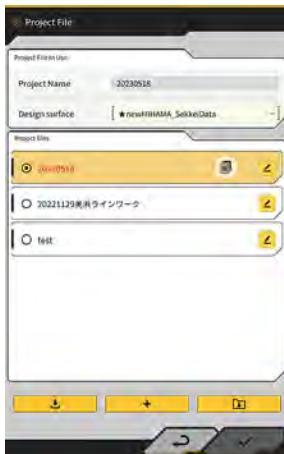 Project File
Project File in Use
Project Name 20230518
Design surface ★newMIHAMA_SekkeiData
Project files
20230518
20221129美浜ラインワーク
test